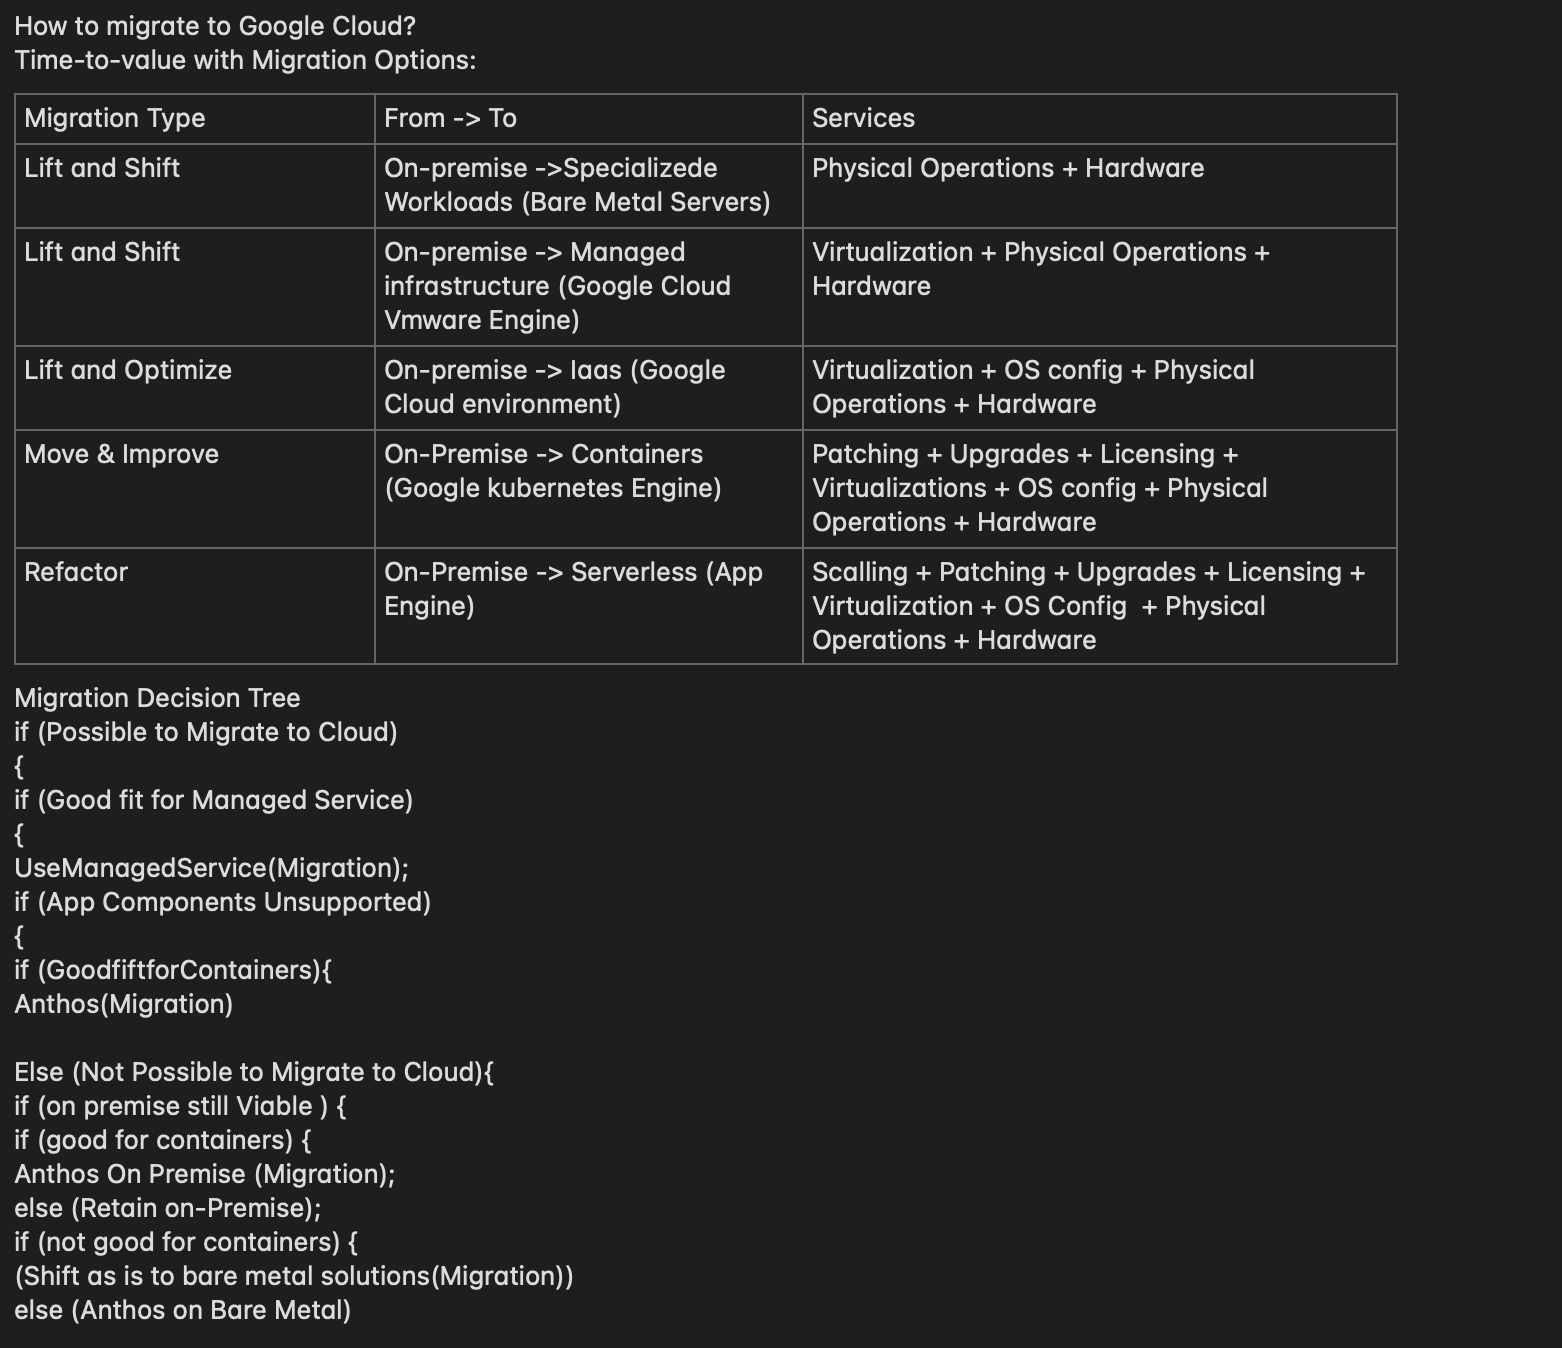 How to migrate to Google Cloud?
Time-to-value with Migration Options:
Migration Type
From -> To
Services
Lift and Shift
On-premise ->Specializede
Workloads (Bare Metal Servers)
Physical Operations + Hardware
Lift and Shift
On-premise -> Managed
infrastructure (Google Cloud
Vmware Engine)
Virtualization + Physical Operations +
Hardware
Lift and Optimize
On-premise -> Iaas (Google
Cloud environment)
Virtualization + OS config + Physical
Operations + Hardware
Move & Improve
On-Premise -> Containers
(Google kubernetes Engine)
Patching + Upgrades + Licensing +
Virtualizations + OS config + Physical
Operations + Hardware
Refactor
On-Premise -> Serverless (App
Engine)
Scalling + Patching + Upgrades + Licensing +
Virtualization + OS Config  + Physical
Operations + Hardware
Migration Decision Tree
if (Possible to Migrate to Cloud)
{
if (Good fit for Managed Service)
{
UseManagedService(Migration);
if (App Components Unsupported)
{
if (GoodfiftforContainers){
Anthos(Migration)
Else (Not Possible to Migrate to Cloud){
if (on premise still Viable ) {
if (good for containers) {
Anthos On Premise (Migration);
else (Retain on-Premise);
if (not good for containers) {
(Shift as is to bare metal solutions(Migration))
else (Anthos on Bare Metal)